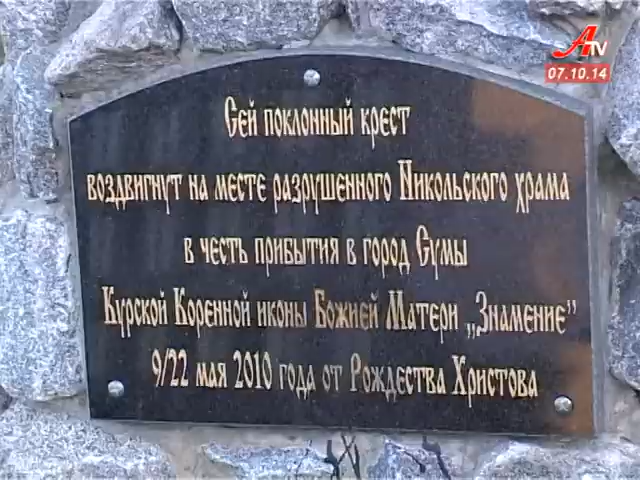 АTV
07.10.14
Сей поклонный крест
воздвигнут на месте разрушенного Никольского храма
в честь прибытия в город Сумы
Курской Коренной иконы Божией Матери „Знамение”
9/22 мая 2010 года от Рождества Христова